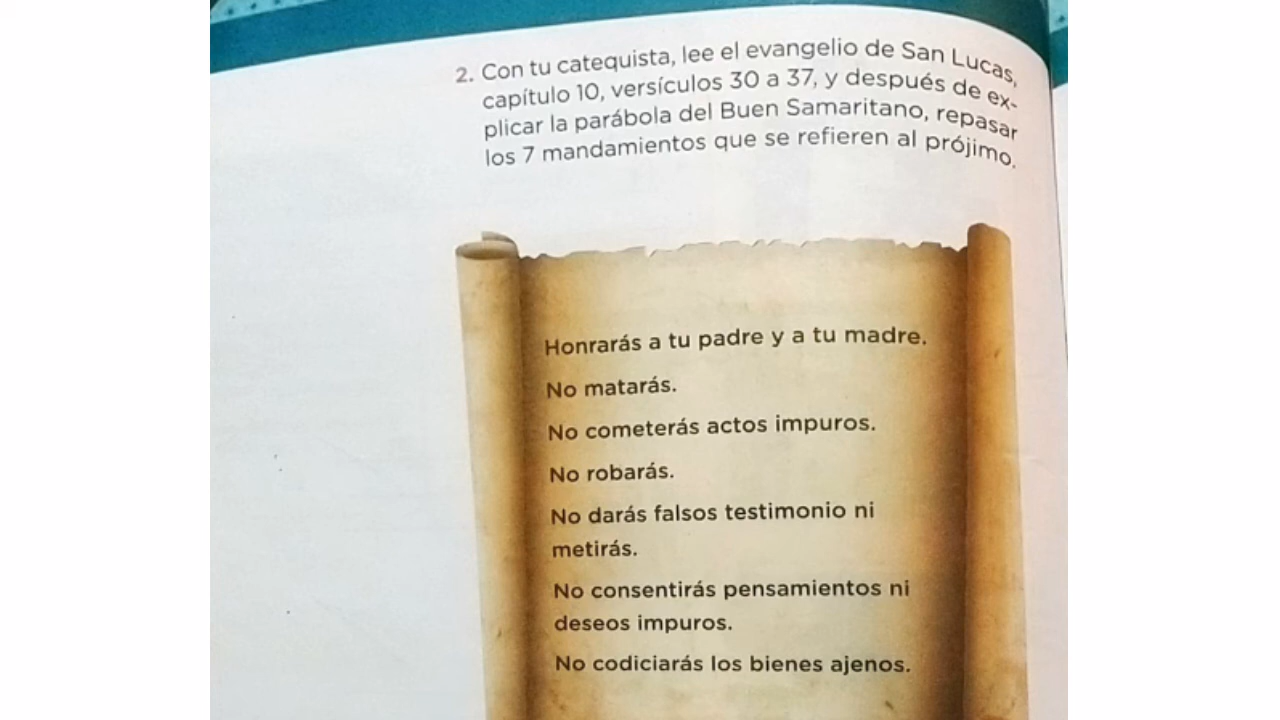 2. Con tu catequista, lee el evangelio de San Lucas,
capítulo 10, versículos 30 a 37, y después de ex-
plicar la parábola del Buen Samaritano, repasar
los 7 mandamientos que se refieren al prójimo.
Honrarás a tu padre y a tu madre.
No matarás.
No cometerás actos impuros.
No robarás.
No darás falsos testimonio ni
metirás.
No consentirás pensamientos ni
deseos impuros.
No codiciarás los bienes ajenos.